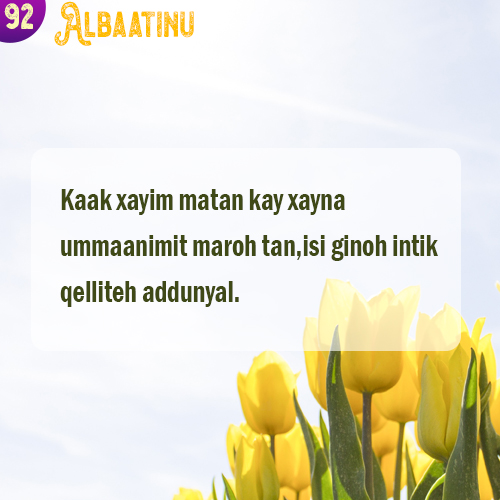 92 ALBAATINU
Kaak xayim matan kay xayna
ummaanimit maroh tan,isi ginoh intik
qelliteh addunyal.